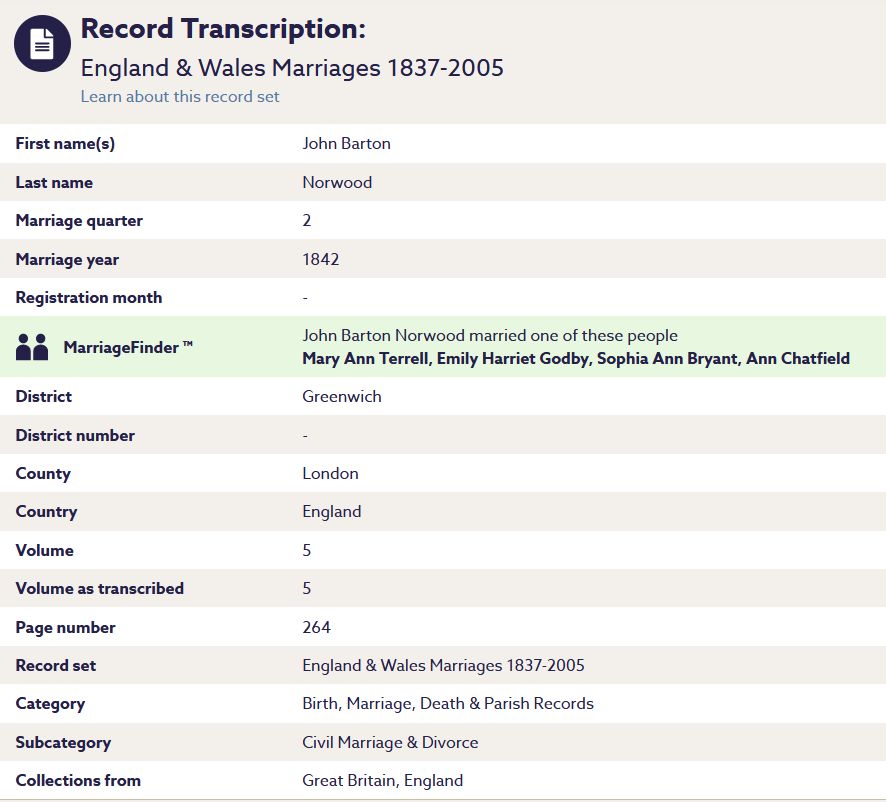 Record Transcription:
England & Wales Marriages 1837-2005
Learn about this record set
First name(s) John Barton
Last name Norwood
Marriage quarter 2
Marriage year 1842
Registration month -
John Barton Norwood married one of these people
MarriageFinder ™
Mary Ann Terrell, Emily Harriet Godby, Sophia Ann Bryant, Ann Chatfield
District Greenwich
District number -
County London
Country England
Volume 5
Volume as transcribed 5
Page number 264
Record set England & Wales Marriages 1837-2005
Category Birth, Marriage, Death & Parish Records
Subcategory Civil Marriage & Divorce
Collections from Great Britain, England